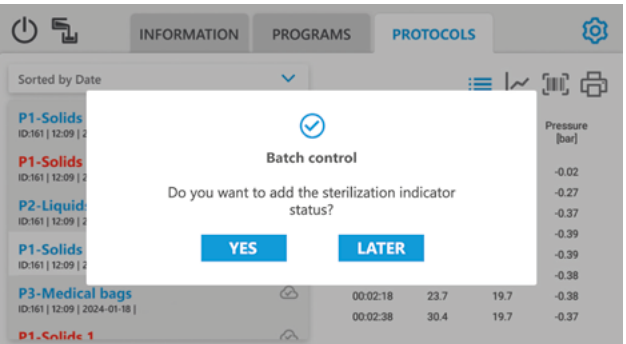 INFORMATION
PROGRAMS
PROTOCOLS
Sorted by Date
P1-Solids
ID:161 | 12:09 | 2
P1-Solids
ID:161 | 12:09 | 2
P2-Liquid
ID:161 | 12:09 | 2
P1-Solids
ID:161 | 12:09 | 2
P3-Medical bags
ID:161 | 12:09 | 2024-01-18 |
P1-Solids 1
Batch control
Do you want to add the sterilization indicator
status?
YES
LATER
Pressure
[bar]
-0.02
-0.27
-0.37
-0.39
-0.39
-0.38
00:02:18 23.7 19.7 -0.38
00:02:38 30.4 19.7 -0.37